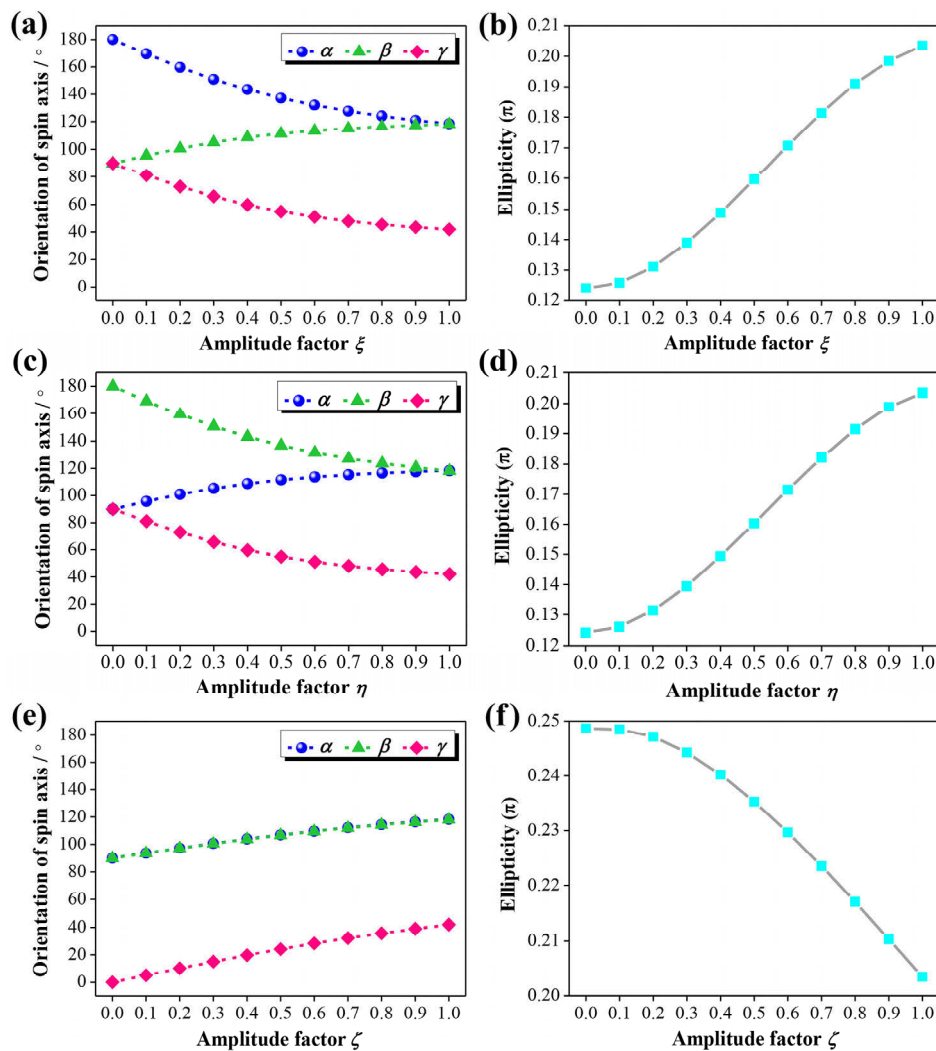 (a)
Orientation of spin axis / °
180
160
140
120
100
80
60
40
20
0
α β γ
0.0 0.1 0.2 0.3 0.4 0.5 0.6 0.7 0.8 0.9 1.0
Amplitude factor ξ
(b)
Ellipticity (π)
0.21
0.20
0.19
0.18
0.17
0.16
0.15
0.14
0.13
0.12
0.0 0.1 0.2 0.3 0.4 0.5 0.6 0.7 0.8 0.9 1.0
Amplitude factor ξ
(c)
Orientation of spin axis / °
180
160
140
120
100
80
60
40
20
0
α β γ
0.0 0.1 0.2 0.3 0.4 0.5 0.6 0.7 0.8 0.9 1.0
Amplitude factor η
(d)
Ellipticity (π)
0.21
0.20
0.19
0.18
0.17
0.16
0.15
0.14
0.13
0.12
0.0 0.1 0.2 0.3 0.4 0.5 0.6 0.7 0.8 0.9 1.0
Amplitude factor η
(e)
Orientation of spin axis / °
180
160
140
120
100
80
60
40
20
0
α β γ
0.0 0.1 0.2 0.3 0.4 0.5 0.6 0.7 0.8 0.9 1.0
Amplitude factor ζ
(f)
Ellipticity (π)
0.25
0.24
0.23
0.22
0.21
0.20
0.0 0.1 0.2 0.3 0.4 0.5 0.6 0.7 0.8 0.9 1.0
Amplitude factor ζ